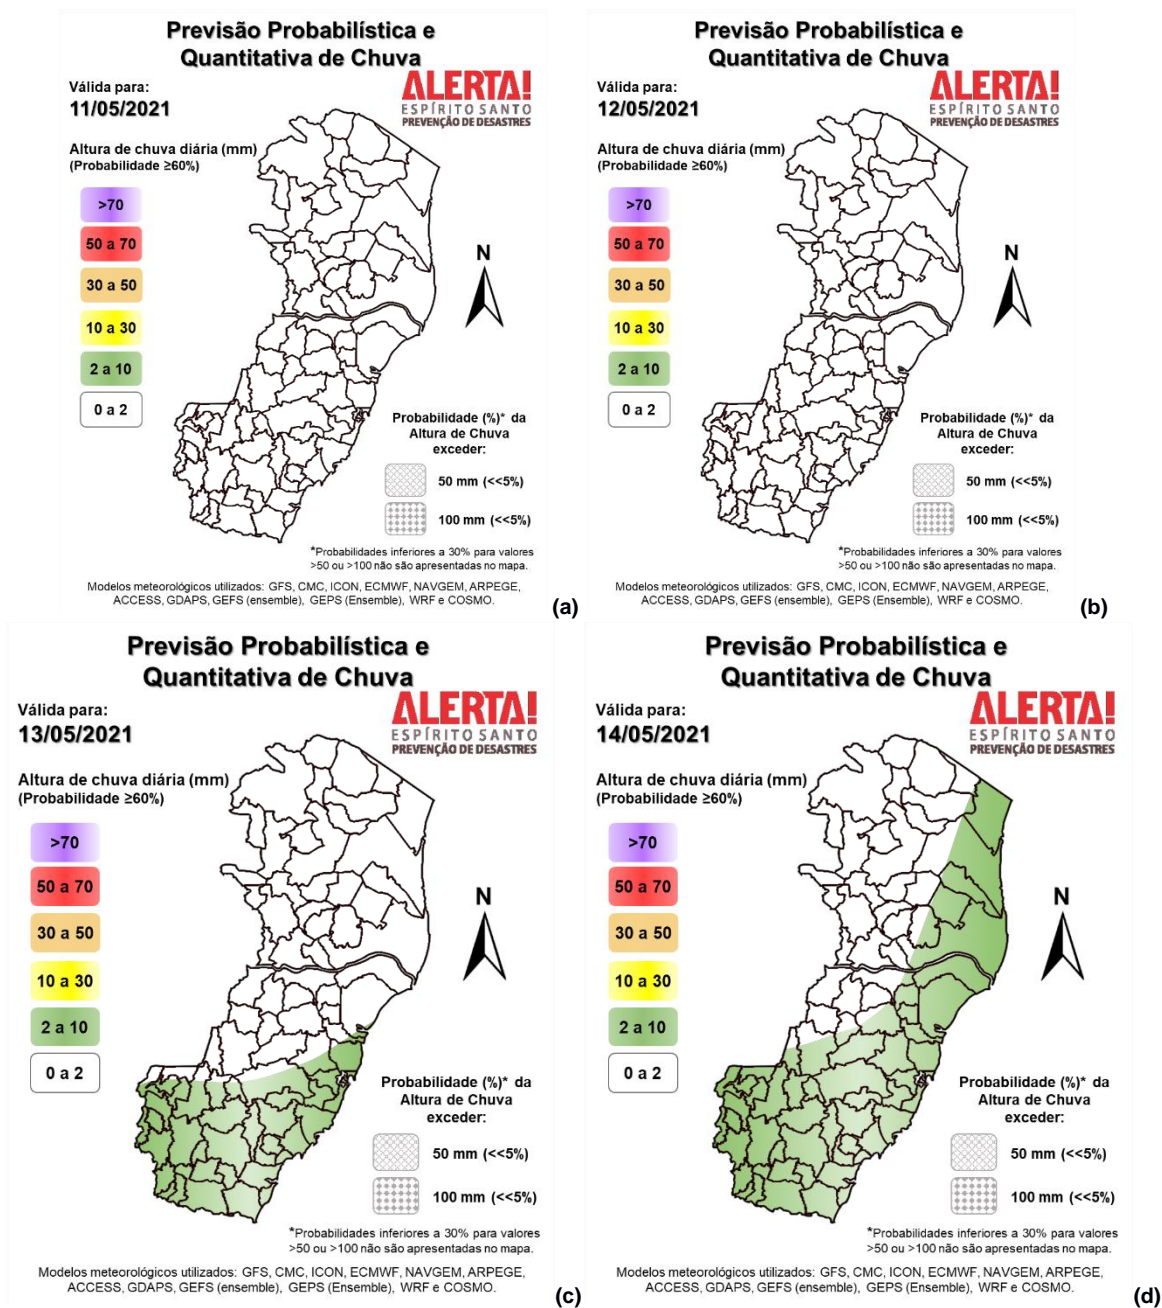 Previsão Probabilística e
Quantitativa de Chuva
Válida para:
11/05/2021
ALERTA!
ESPÍRITO SANTO
PREVENÇÃO DE DESASTRES
Altura de chuva diária (mm)
(Probabilidade ≥60%)
>70
50 a 70
30 a 50
10 a 30
2 a 10
0 a 2
N
Probabilidade (%)* da
Altura de Chuva
exceder:
50 mm (<<5%)
100 mm (<<5%)
*Probabilidades inferiores a 30% para valores
>50 ou >100 não são apresentadas no mapa.
Modelos meteorológicos utilizados: GFS, CMC, ICON, ECMWF, NAVGEM, ARPEGE,
ACCESS, GDAPS, GEFS (ensemble), GEPS (Ensemble), WRF e COSMO.
(a)
Previsão Probabilística e
Quantitativa de Chuva
Válida para:
12/05/2021
ALERTA!
ESPÍRITO SANTO
PREVENÇÃO DE DESASTRES
Altura de chuva diária (mm)
(Probabilidade ≥60%)
>70
50 a 70
30 a 50
10 a 30
2 a 10
0 a 2
N
Probabilidade (%)* da
Altura de Chuva
exceder:
50 mm (<<5%)
100 mm (<<5%)
*Probabilidades inferiores a 30% para valores
>50 ou >100 não são apresentadas no mapa.
Modelos meteorológicos utilizados: GFS, CMC, ICON, ECMWF, NAVGEM, ARPEGE,
ACCESS, GDAPS, GEFS (ensemble), GEPS (Ensemble), WRF e COSMO.
(b)
Previsão Probabilística e
Quantitativa de Chuva
Válida para:
13/05/2021
ALERTA!
ESPÍRITO SANTO
PREVENÇÃO DE DESASTRES
Altura de chuva diária (mm)
(Probabilidade ≥60%)
>70
50 a 70
30 a 50
10 a 30
2 a 10
0 a 2
N
Probabilidade (%)* da
Altura de Chuva
exceder:
50 mm (<<5%)
100 mm (<<5%)
*Probabilidades inferiores a 30% para valores
>50 ou >100 não são apresentadas no mapa.
Modelos meteorológicos utilizados: GFS, CMC, ICON, ECMWF, NAVGEM, ARPEGE,
ACCESS, GDAPS, GEFS (ensemble), GEPS (Ensemble), WRF e COSMO.
(c)
Previsão Probabilística e
Quantitativa de Chuva
Válida para:
14/05/2021
ALERTA!
ESPÍRITO SANTO
PREVENÇÃO DE DESASTRES
Altura de chuva diária (mm)
(Probabilidade ≥60%)
>70
50 a 70
30 a 50
10 a 30
2 a 10
0 a 2
N
Probabilidade (%)* da
Altura de Chuva
exceder:
50 mm (<<5%)
100 mm (<<5%)
*Probabilidades inferiores a 30% para valores
>50 ou >100 não são apresentadas no mapa.
Modelos meteorológicos utilizados: GFS, CMC, ICON, ECMWF, NAVGEM, ARPEGE,
ACCESS, GDAPS, GEFS (ensemble), GEPS (Ensemble), WRF e COSMO.
(d)